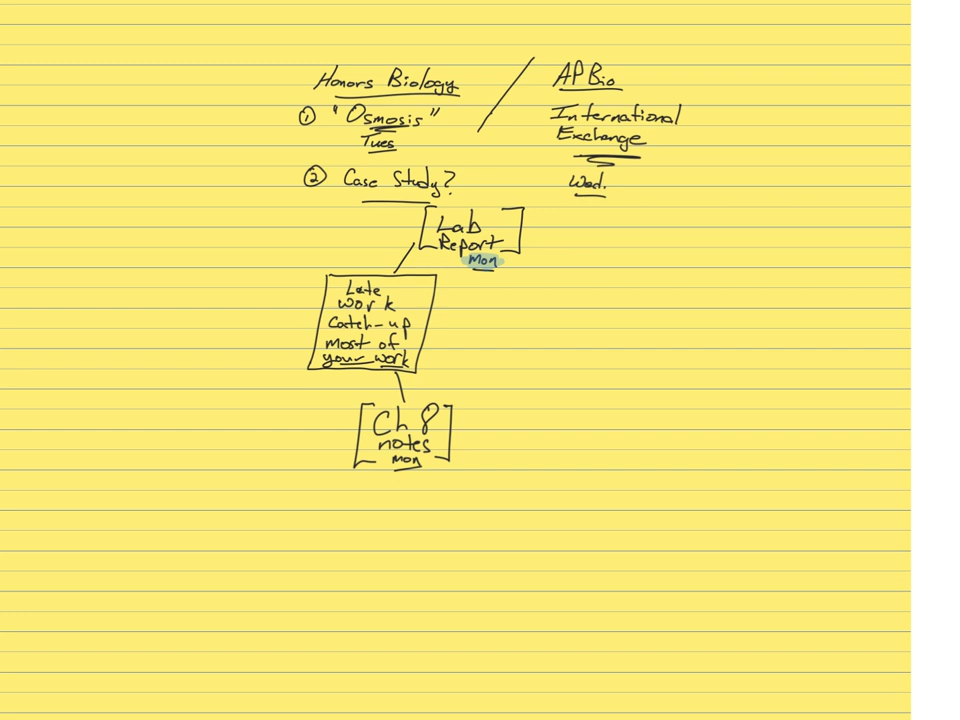 Honors Biology
① "Osmosis"
Tues
② Case Study?
Lab
Report
Mon
Late
work
Catch-up
most of
your work
Ch 8
notes
mon
/
AP Bio
International
Exchange
Wed.